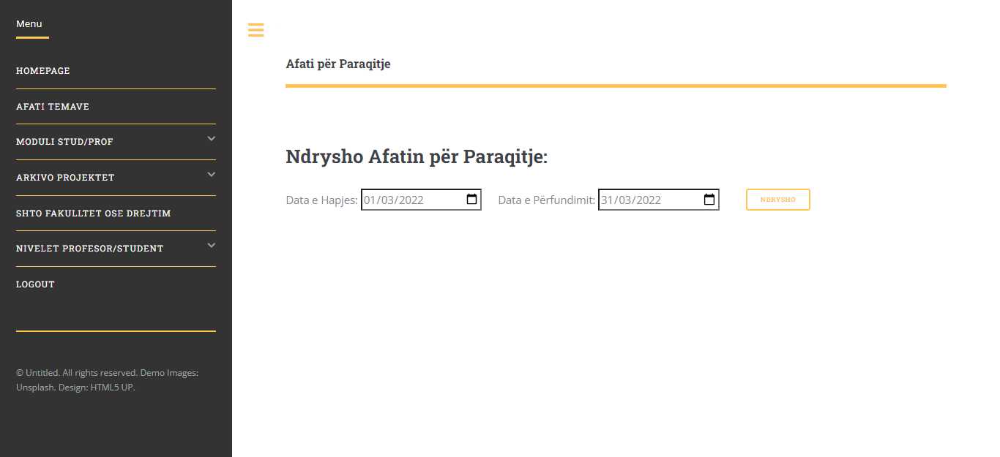 Menu
HOMEPAGE
AFATI TEMAVE
MODULI STUD/PROF
ARKIVO PROJEKTET
SHTO FAKULLTET OSE DREJTIM
NIVELET PROFESOR/STUDENT
LOGOUT
© Untitled. All rights reserved. Demo Images:
Unsplash. Design: HTML5 UP.
Afati për Paraqitje
Ndrysho Afatin për Paraqitje:
Data e Hapjes: 01/03/2022 Data e Përfundimit: 31/03/2022 NDRYSHO